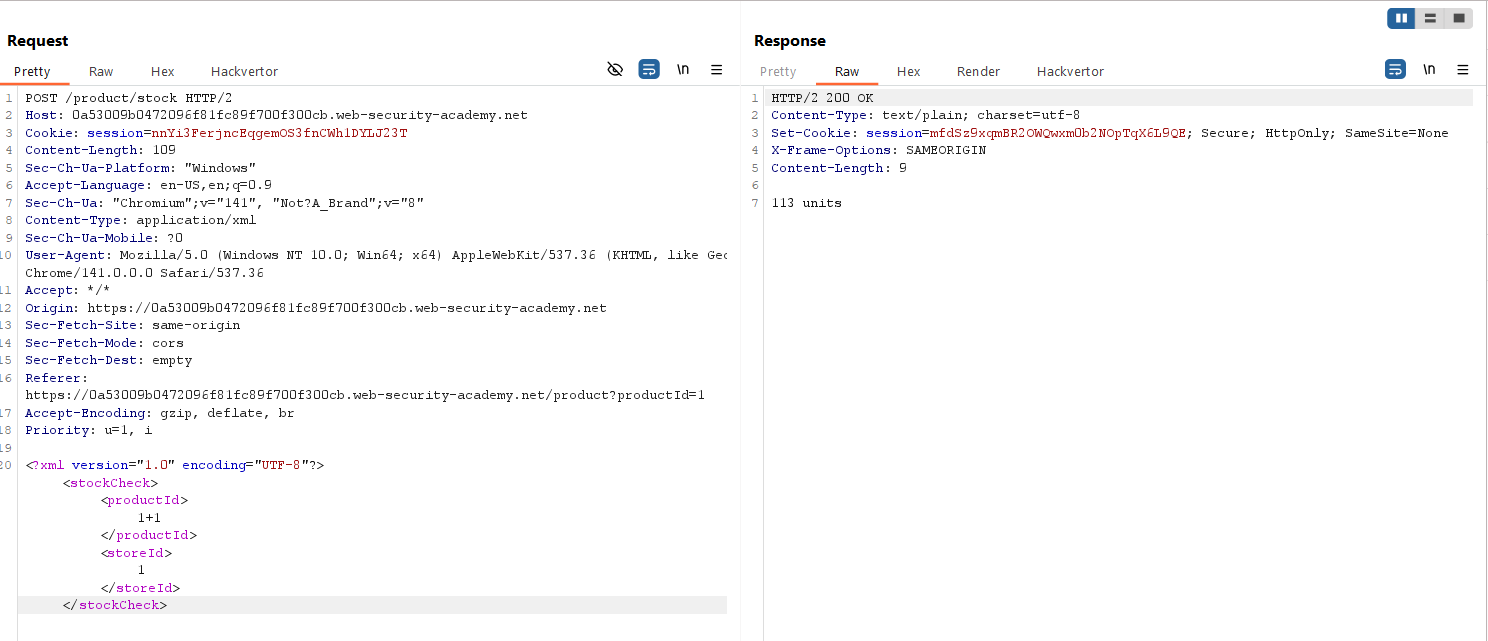 Request
Pretty Raw Hex Hackvertor \n
1 POST /product/stock HTTP/2
2 Host: 0a53009b0472096f81fc89f700f300cb.web-security-academy.net
3 Cookie: session=nnYi3FerjncEqgemOS3fnCWh1DYLJ23T
4 Content-Length: 109
5 Sec-Ch-Ua-Platform: "Windows"
6 Accept-Language: en-US,en;q=0.9
7 Sec-Ch-Ua: "Chromium";v="141", "Not?A_Brand";v="8"
8 Content-Type: application/xml
9 Sec-Ch-Ua-Mobile: ?0
10 User-Agent: Mozilla/5.0 (Windows NT 10.0; Win64; x64) AppleWebKit/537.36 (KHTML, like Gec
Chrome/141.0.0.0 Safari/537.36
11 Accept: */*
12 Origin: https://0a53009b0472096f81fc89f700f300cb.web-security-academy.net
13 Sec-Fetch-Site: same-origin
14 Sec-Fetch-Mode: cors
15 Sec-Fetch-Dest: empty
16 Referer:
https://0a53009b0472096f81fc89f700f300cb.web-security-academy.net/product?productId=1
17 Accept-Encoding: gzip, deflate, br
18 Priority: u=1, i
19
20 <?xml version="1.0" encoding="UTF-8"?>
<stockCheck>
<productId>
1+1
</productId>
<storeId>
1
</storeId>
</stockCheck>
Response
Pretty Raw Hex Render Hackvertor \n
1 HTTP/2 200 OK
2 Content-Type: text/plain; charset=utf-8
3 Set-Cookie: session=mfdSz9xqmBR2OWQwxm0b2NOpTqX6L9QE; Secure; HttpOnly; SameSite=None
4 X-Frame-Options: SAMEORIGIN
5 Content-Length: 9
6
7 113 units